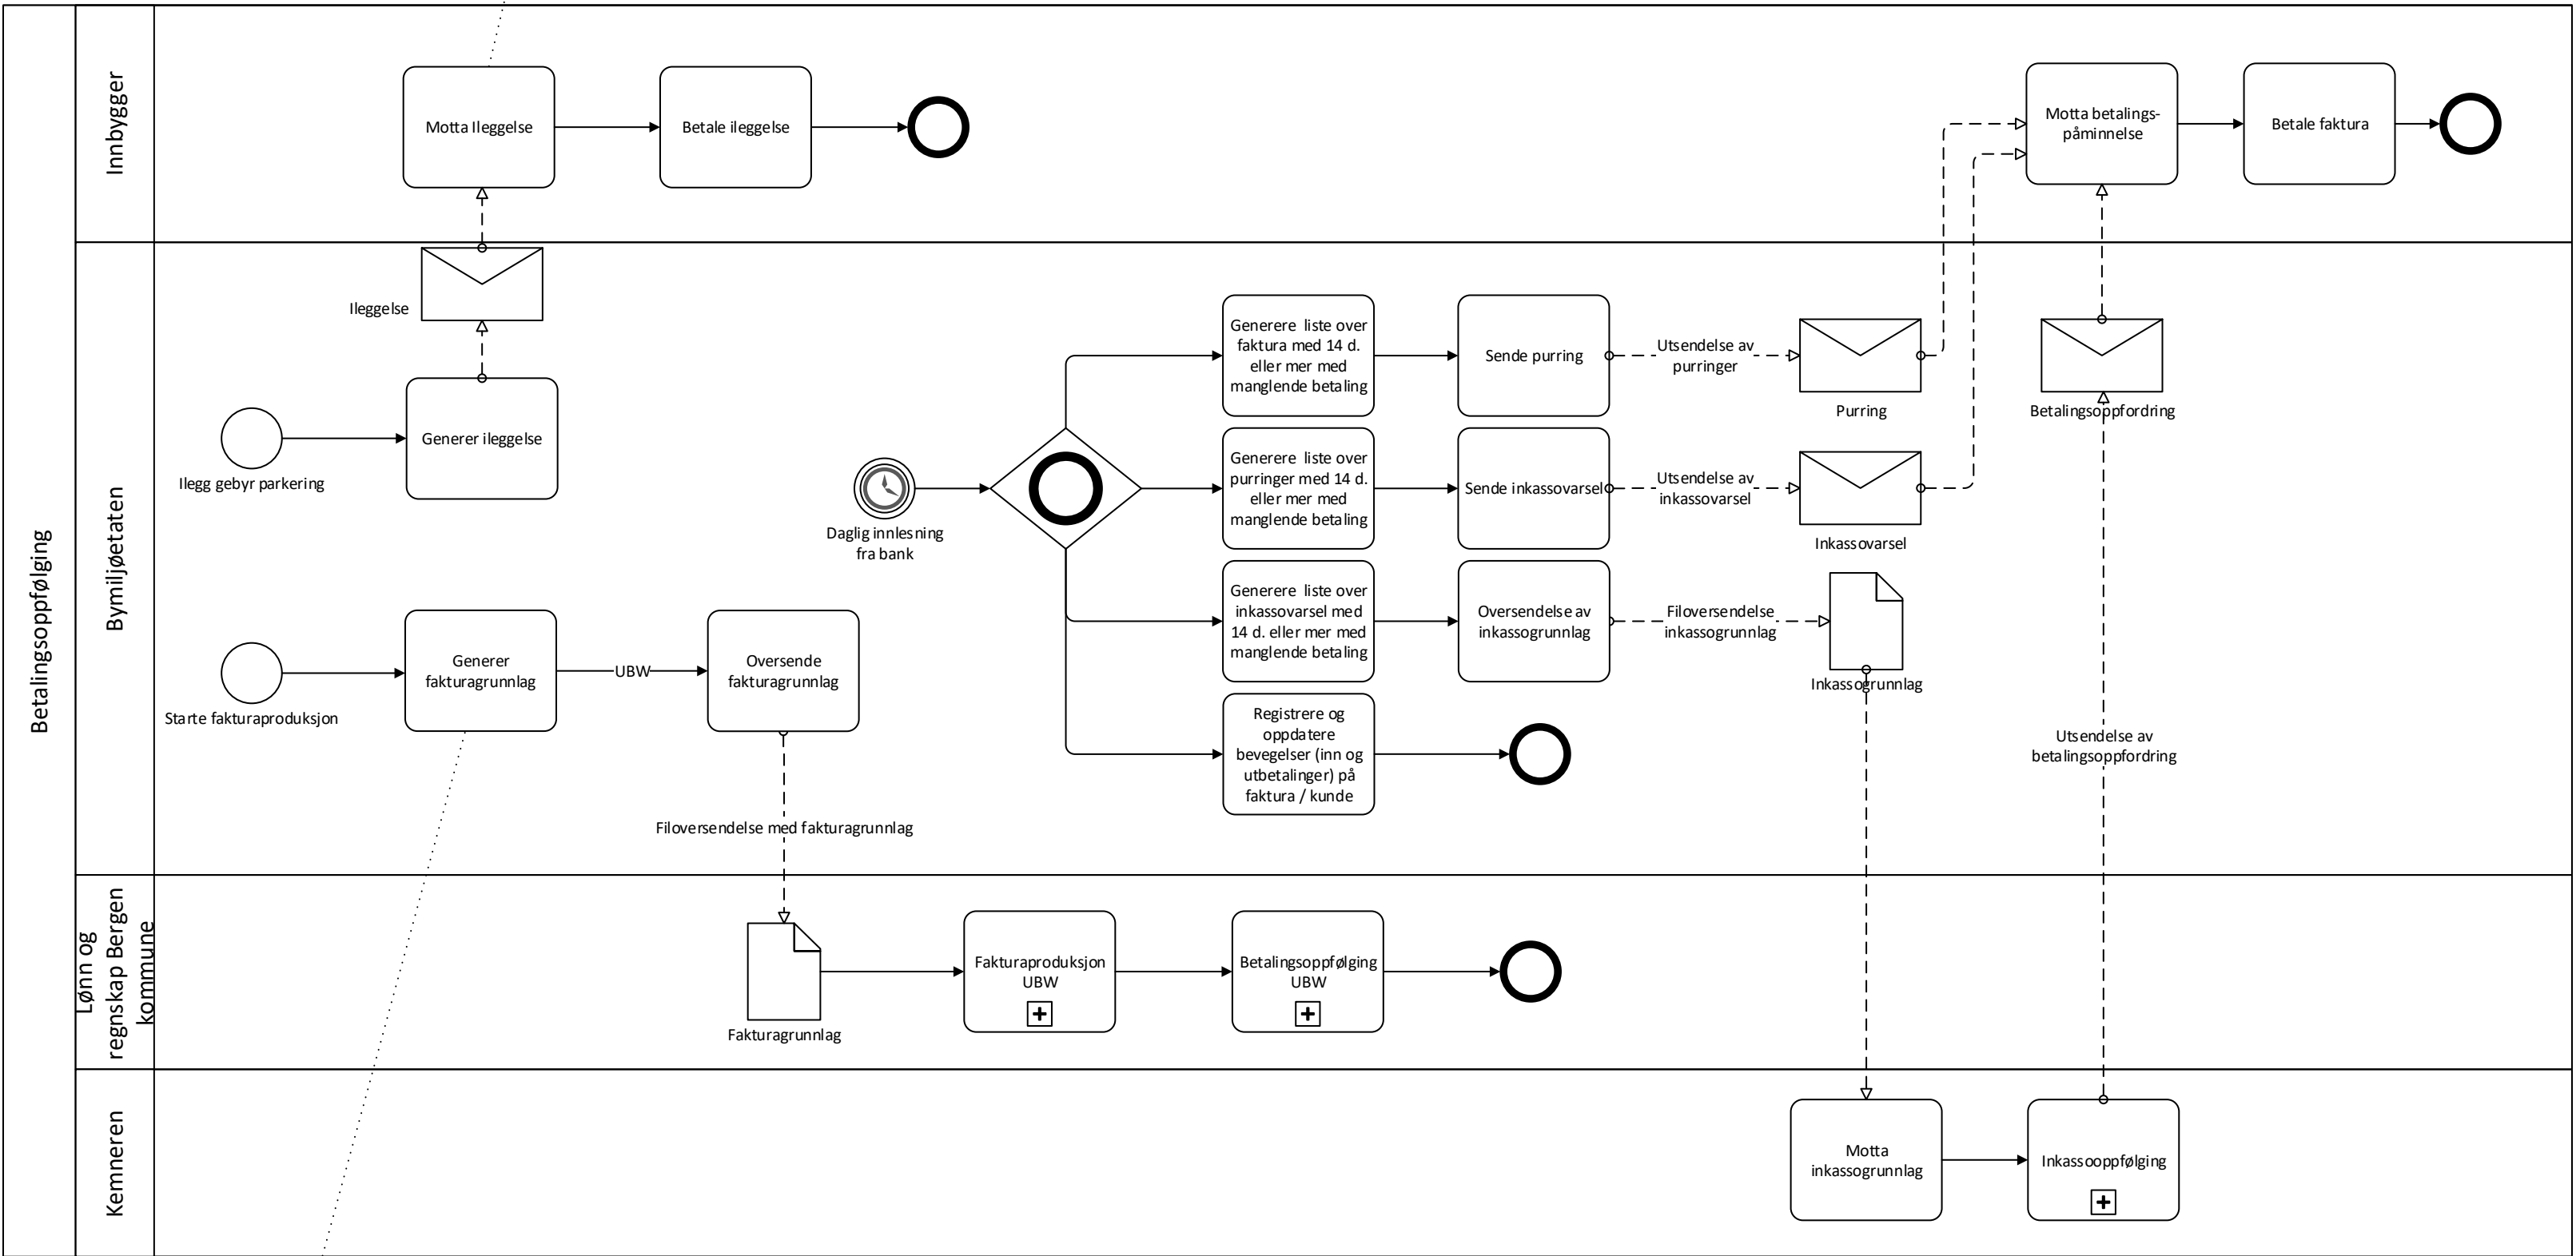 Betalingsoppfølging
Innbygger
Motta Ileggelse
Betale ileggelse
Motta betalings-
påminnelse
Betale faktura
Bymiljøetaten
Ileggelse
Ilegg gebyr parkering
Generer ileggelse
Starte fakturaproduksjon
Generer
fakturagrunnlag
UBW
Oversende
fakturagrunnlag
Filoversendelse med fakturagrunnlag
Daglig innlesning
fra bank
Generere liste over
faktura med 14 d.
eller mer med
manglende betaling
Sende purring
Utsendelse av
purringer
Purring
Generere liste over
purringer med 14 d.
eller mer med
manglende betaling
Sende inkassovarsel
Utsendelse av
inkassovarsel
Inkassovarsel
Generere liste over
inkassovarsel med
14 d. eller mer med
manglende betaling
Oversendelse av
inkassogrunnlag
Filoversendelse
inkassogrunnlag
Inkassogrunnlag
Registrere og
oppdatere
bevegelser (inn og
utbetalinger) på
faktura / kunde
Betalingsoppfordring
Utsendelse av
betalingsoppfordring
Lønn og
regnskap Bergen
kommune
Fakturagrunnlag
Fakturaproduksjon
UBW
Betalingsoppfølging
UBW
Kemneren
Motta
inkassogrunnlag
Inkassooppfølging